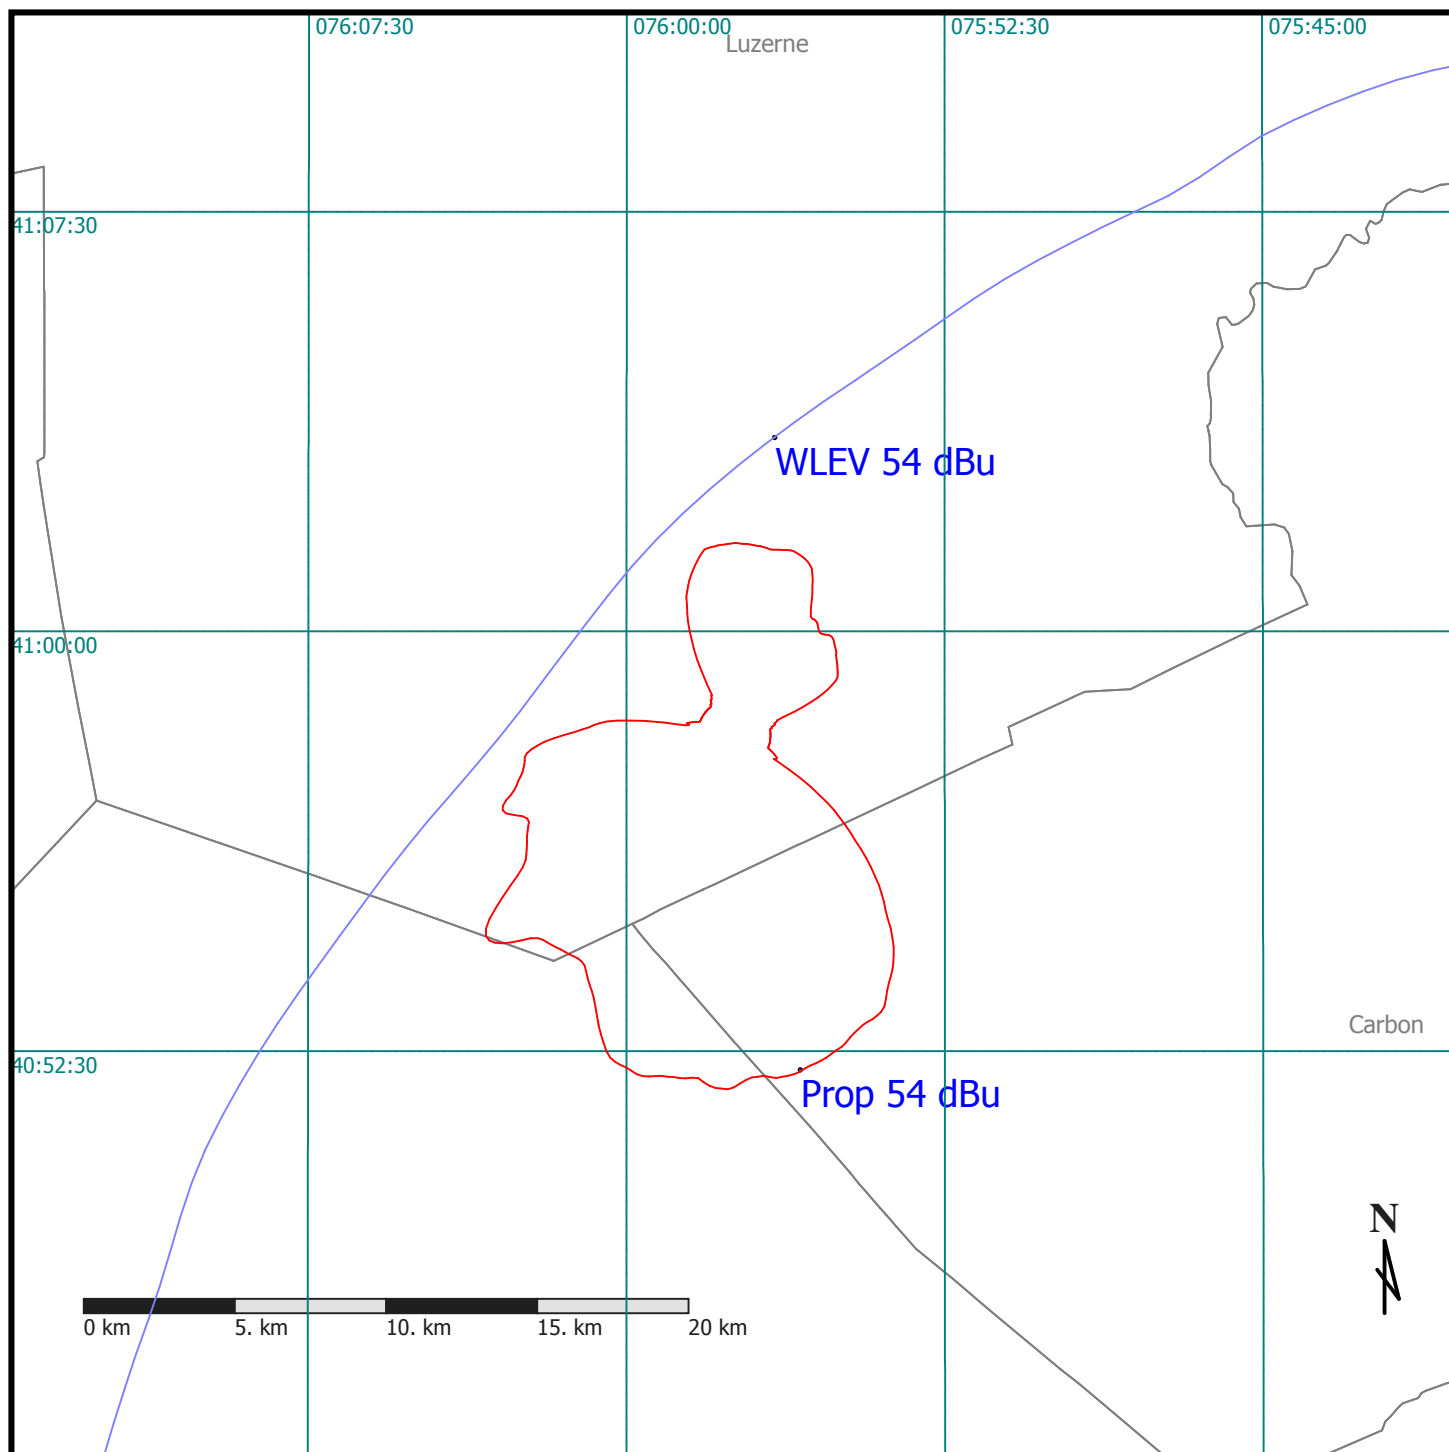 076:07:30
076:00:00
075:52:30
075:45:00
Luzerne
41:07:30
WLEV 54 dBu
41:00:00
Carbon
40:52:30
Prop 54 dBu
N
0 km
5. km
10. km
15. km
20 km